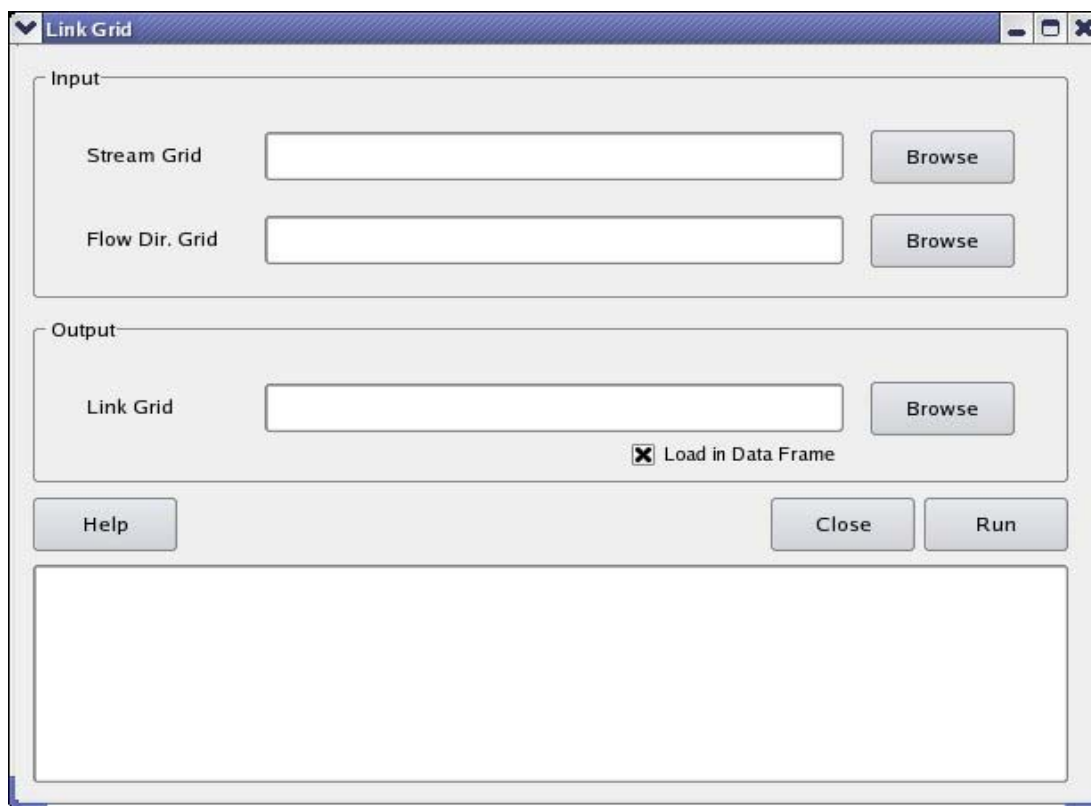 Link Grid
Input
Stream Grid
Browse
Flow Dir. Grid
Browse
Output
Link Grid
Browse
Load in Data Frame
Help
Close
Run